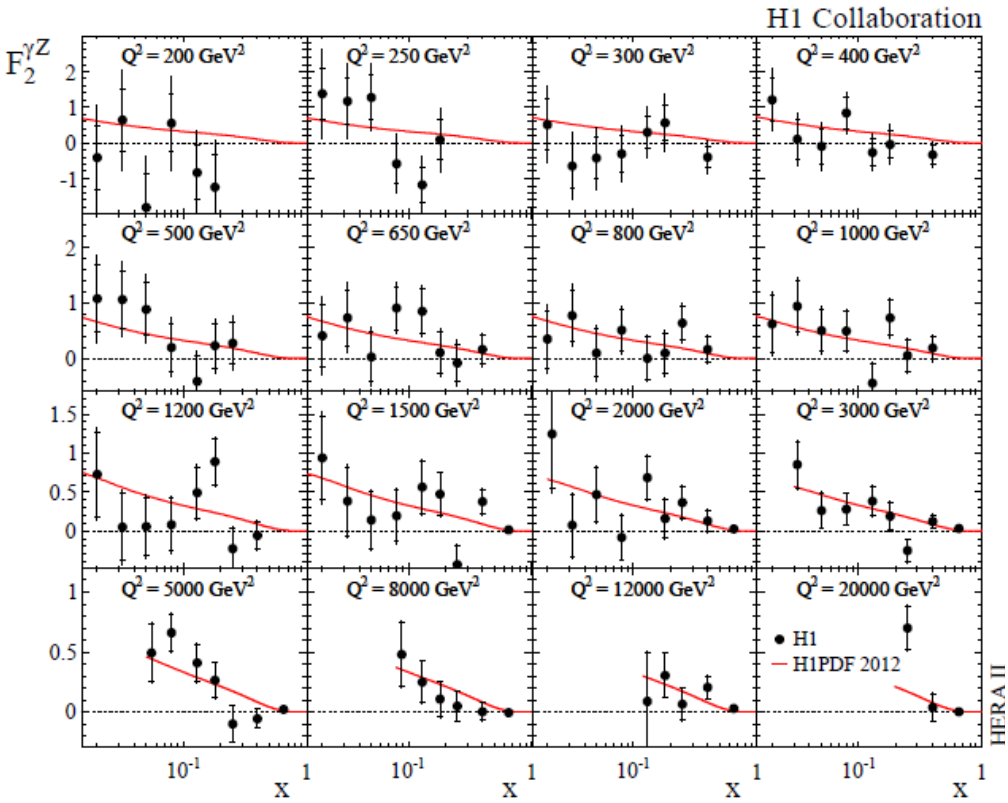 H1 Collaboration
F₂^γZ
Q² = 200 GeV²
Q² = 250 GeV²
Q² = 300 GeV²
Q² = 400 GeV²
2
1
0
-1
Q² = 500 GeV²
Q² = 650 GeV²
Q² = 800 GeV²
Q² = 1000 GeV²
2
1
0
Q² = 1200 GeV²
Q² = 1500 GeV²
Q² = 2000 GeV²
Q² = 3000 GeV²
1.5
1
0.5
0
Q² = 5000 GeV²
Q² = 8000 GeV²
Q² = 12000 GeV²
Q² = 20000 GeV²
1
0.5
0
H1
H1PDF 2012
HERA II
10⁻¹ 1 10⁻¹ 1 10⁻¹ 1 10⁻¹ 1
x x x x